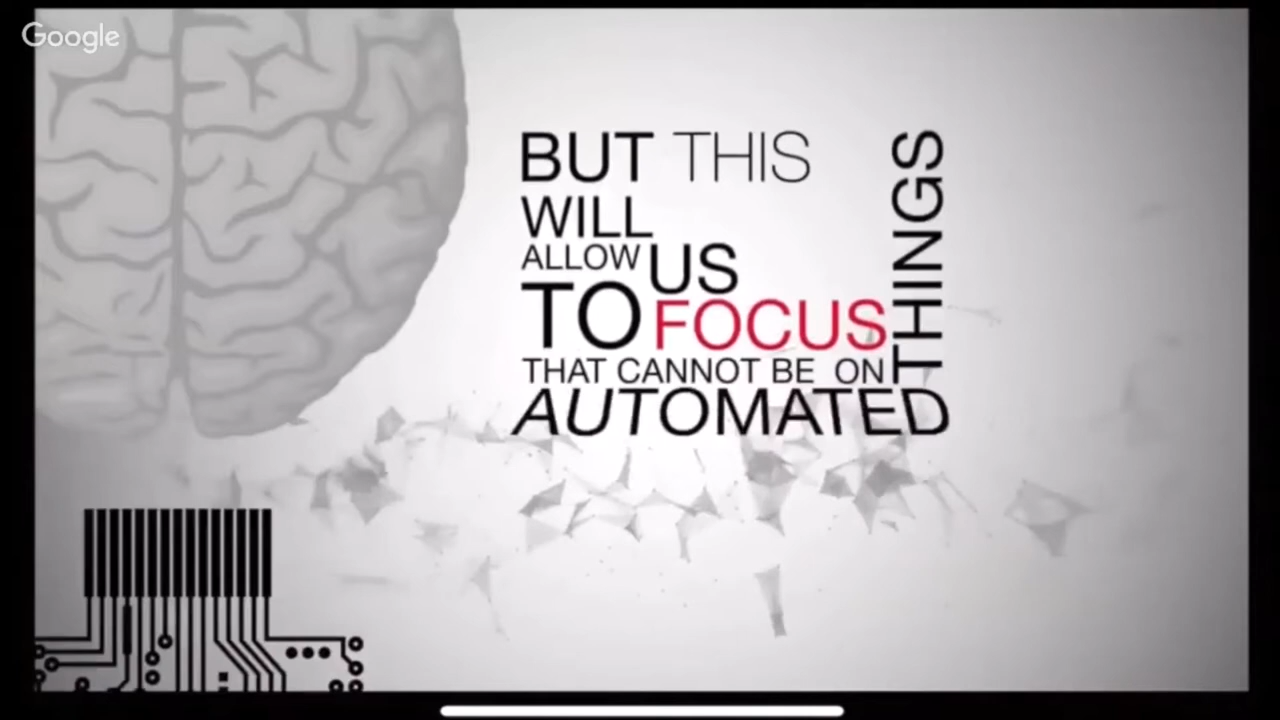 Google
BUT THIS
WILL
ALLOW US
TO FOCUS
THAT CANNOT BE ON
THINGS
AUTOMATED